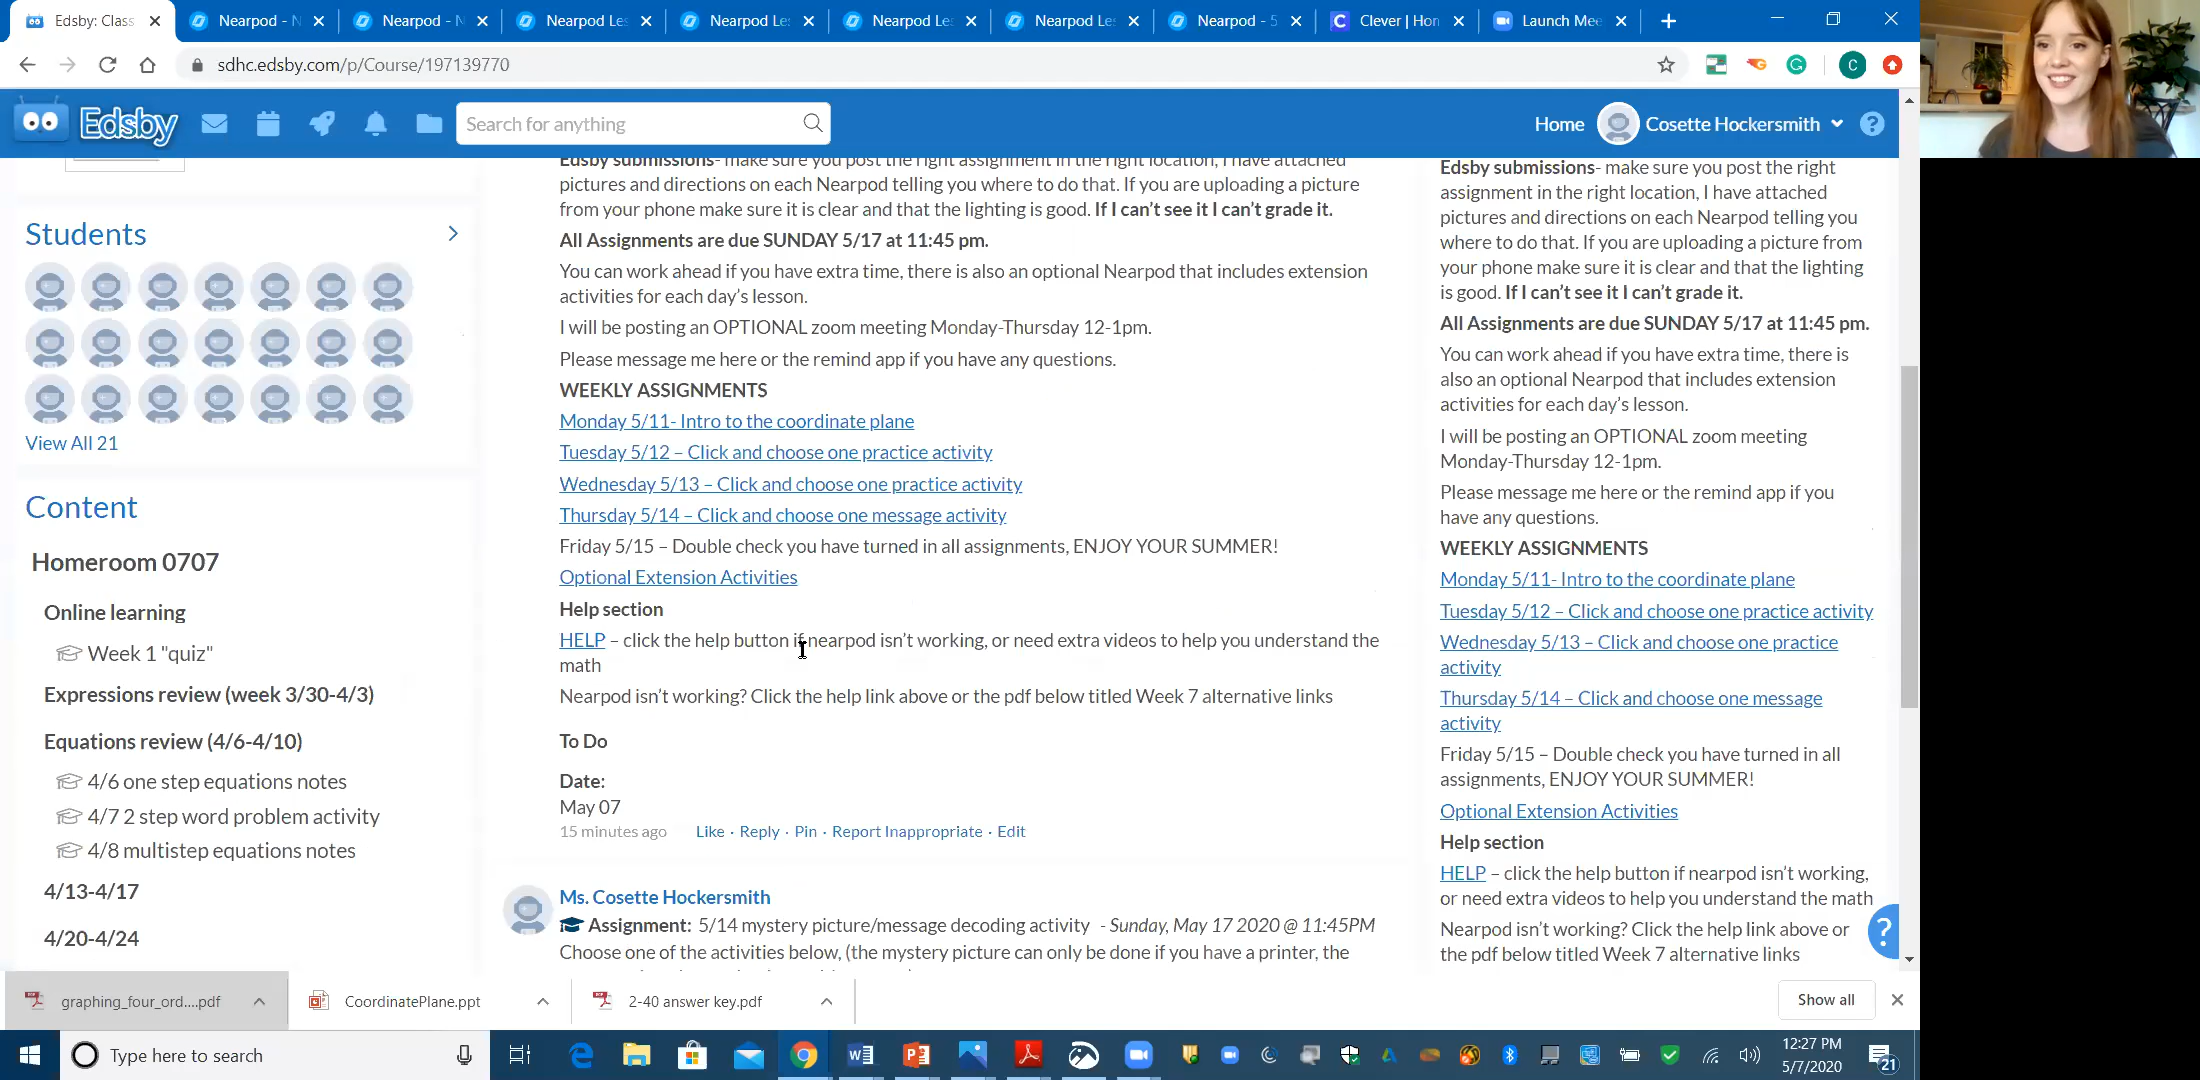 Edsby: Class
Nearpod - N
Nearpod - N
Nearpod Les
Nearpod Les
Nearpod Les
Nearpod Les
Nearpod - 5
Clever | Hon
Launch Mee
sdhc.edsby.com/p/Course/197139770
C
Edsby
Search for anything
Home
Cosette Hockersmith
?
Students
View All 21
Content
Homeroom 0707
Online learning
Week 1 "quiz"
Expressions review (week 3/30-4/3)
Equations review (4/6-4/10)
4/6 one step equations notes
4/7 2 step word problem activity
4/8 multistep equations notes
4/13-4/17
4/20-4/24
Edsby submissions- make sure you post the right assignment in the right location, I have attached
pictures and directions on each Nearpod telling you where to do that. If you are uploading a picture
from your phone make sure it is clear and that the lighting is good. If I can't see it I can't grade it.
All Assignments are due SUNDAY 5/17 at 11:45 pm.
You can work ahead if you have extra time, there is also an optional Nearpod that includes extension
activities for each day's lesson.
I will be posting an OPTIONAL zoom meeting Monday-Thursday 12-1pm.
Please message me here or the remind app if you have any questions.
WEEKLY ASSIGNMENTS
Monday 5/11- Intro to the coordinate plane
Tuesday 5/12 – Click and choose one practice activity
Wednesday 5/13 – Click and choose one practice activity
Thursday 5/14 – Click and choose one message activity
Friday 5/15 – Double check you have turned in all assignments, ENJOY YOUR SUMMER!
Optional Extension Activities
Help section
HELP – click the help button if nearpod isn't working, or need extra videos to help you understand the
math
Nearpod isn't working? Click the help link above or the pdf below titled Week 7 alternative links
To Do
Date:
May 07
15 minutes ago Like · Reply · Pin · Report Inappropriate · Edit
Ms. Cosette Hockersmith
Assignment: 5/14 mystery picture/message decoding activity - Sunday, May 17 2020 @ 11:45PM
Choose one of the activities below, (the mystery picture can only be done if you have a printer, the
Edsby submissions- make sure you post the right
assignment in the right location, I have attached
pictures and directions on each Nearpod telling you
where to do that. If you are uploading a picture from
your phone make sure it is clear and that the lighting
is good. If I can't see it I can't grade it.
All Assignments are due SUNDAY 5/17 at 11:45 pm.
You can work ahead if you have extra time, there is
also an optional Nearpod that includes extension
activities for each day's lesson.
I will be posting an OPTIONAL zoom meeting
Monday-Thursday 12-1pm.
Please message me here or the remind app if you
have any questions.
WEEKLY ASSIGNMENTS
Monday 5/11- Intro to the coordinate plane
Tuesday 5/12 – Click and choose one practice activity
Wednesday 5/13 – Click and choose one practice
activity
Thursday 5/14 – Click and choose one message
activity
Friday 5/15 – Double check you have turned in all
assignments, ENJOY YOUR SUMMER!
Optional Extension Activities
Help section
HELP – click the help button if nearpod isn't working,
or need extra videos to help you understand the math
Nearpod isn't working? Click the help link above or
the pdf below titled Week 7 alternative links
?
graphing_four_ord....pdf
CoordinatePlane.ppt
2-40 answer key.pdf
Show all
Type here to search
12:27 PM
5/7/2020
21